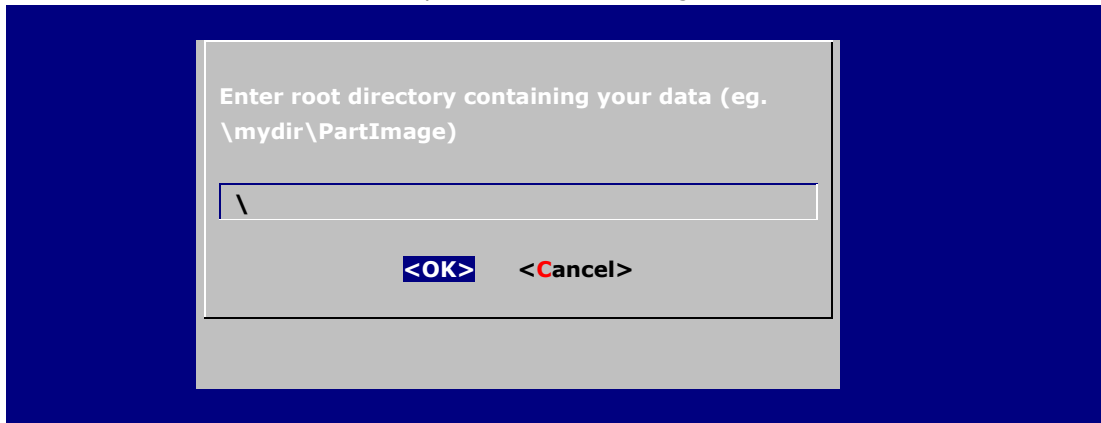 Enter root directory containing your data (eg.
\mydir\PartImage)
\
<OK> <Cancel>